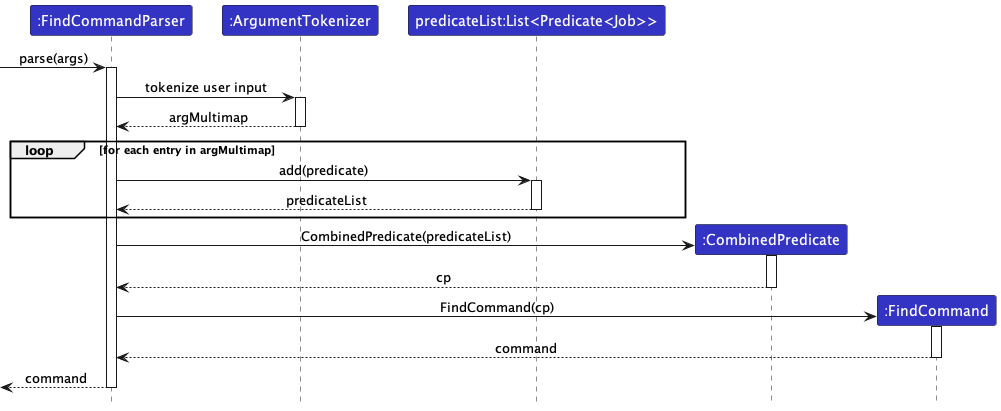 :FindCommandParser
:ArgumentTokenizer
predicateList:List<Predicate<Job>>
parse(args)
tokenize user input
argMultimap
loop
[for each entry in argMultimap]
add(predicate)
predicateList
CombinedPredicate(predicateList)
:CombinedPredicate
cp
FindCommand(cp)
:FindCommand
command
command